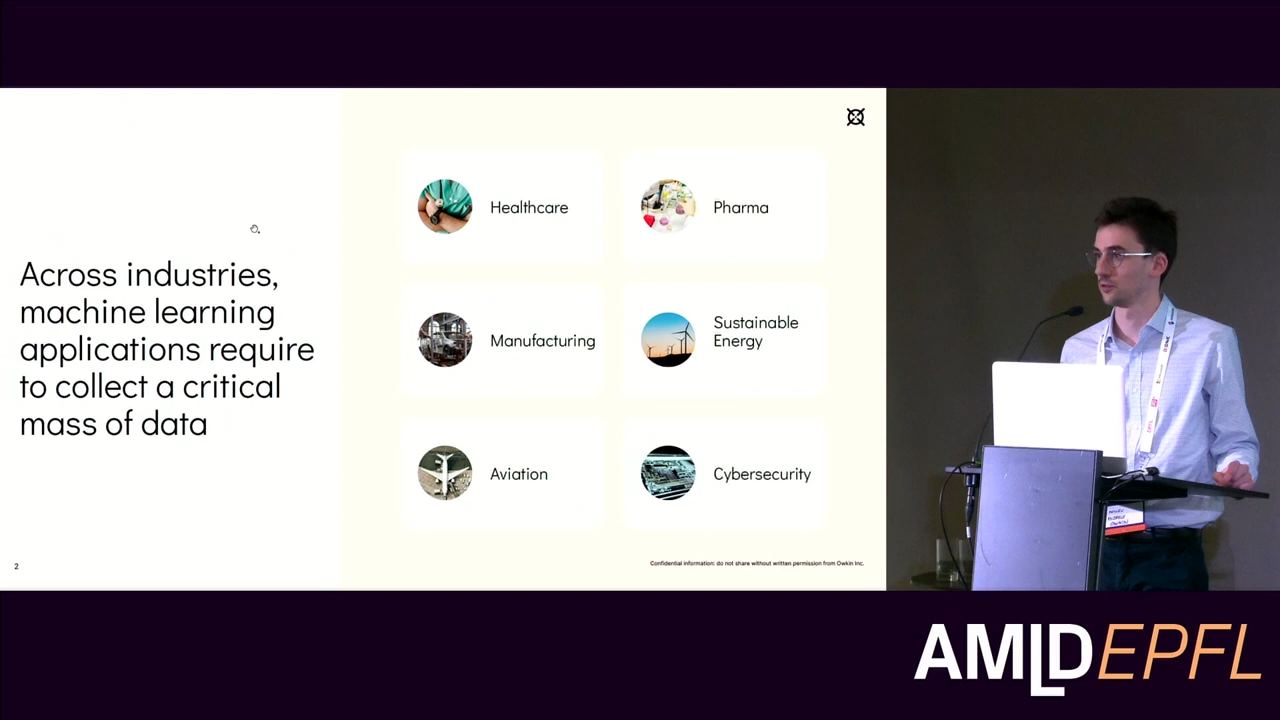 Across industries,
machine learning
applications require
to collect a critical
mass of data
Healthcare
Pharma
Manufacturing
Sustainable
Energy
Aviation
Cybersecurity
2
Confidential information: do not share without written permission from Owkin Inc.
EPFL
AMLDEPFL